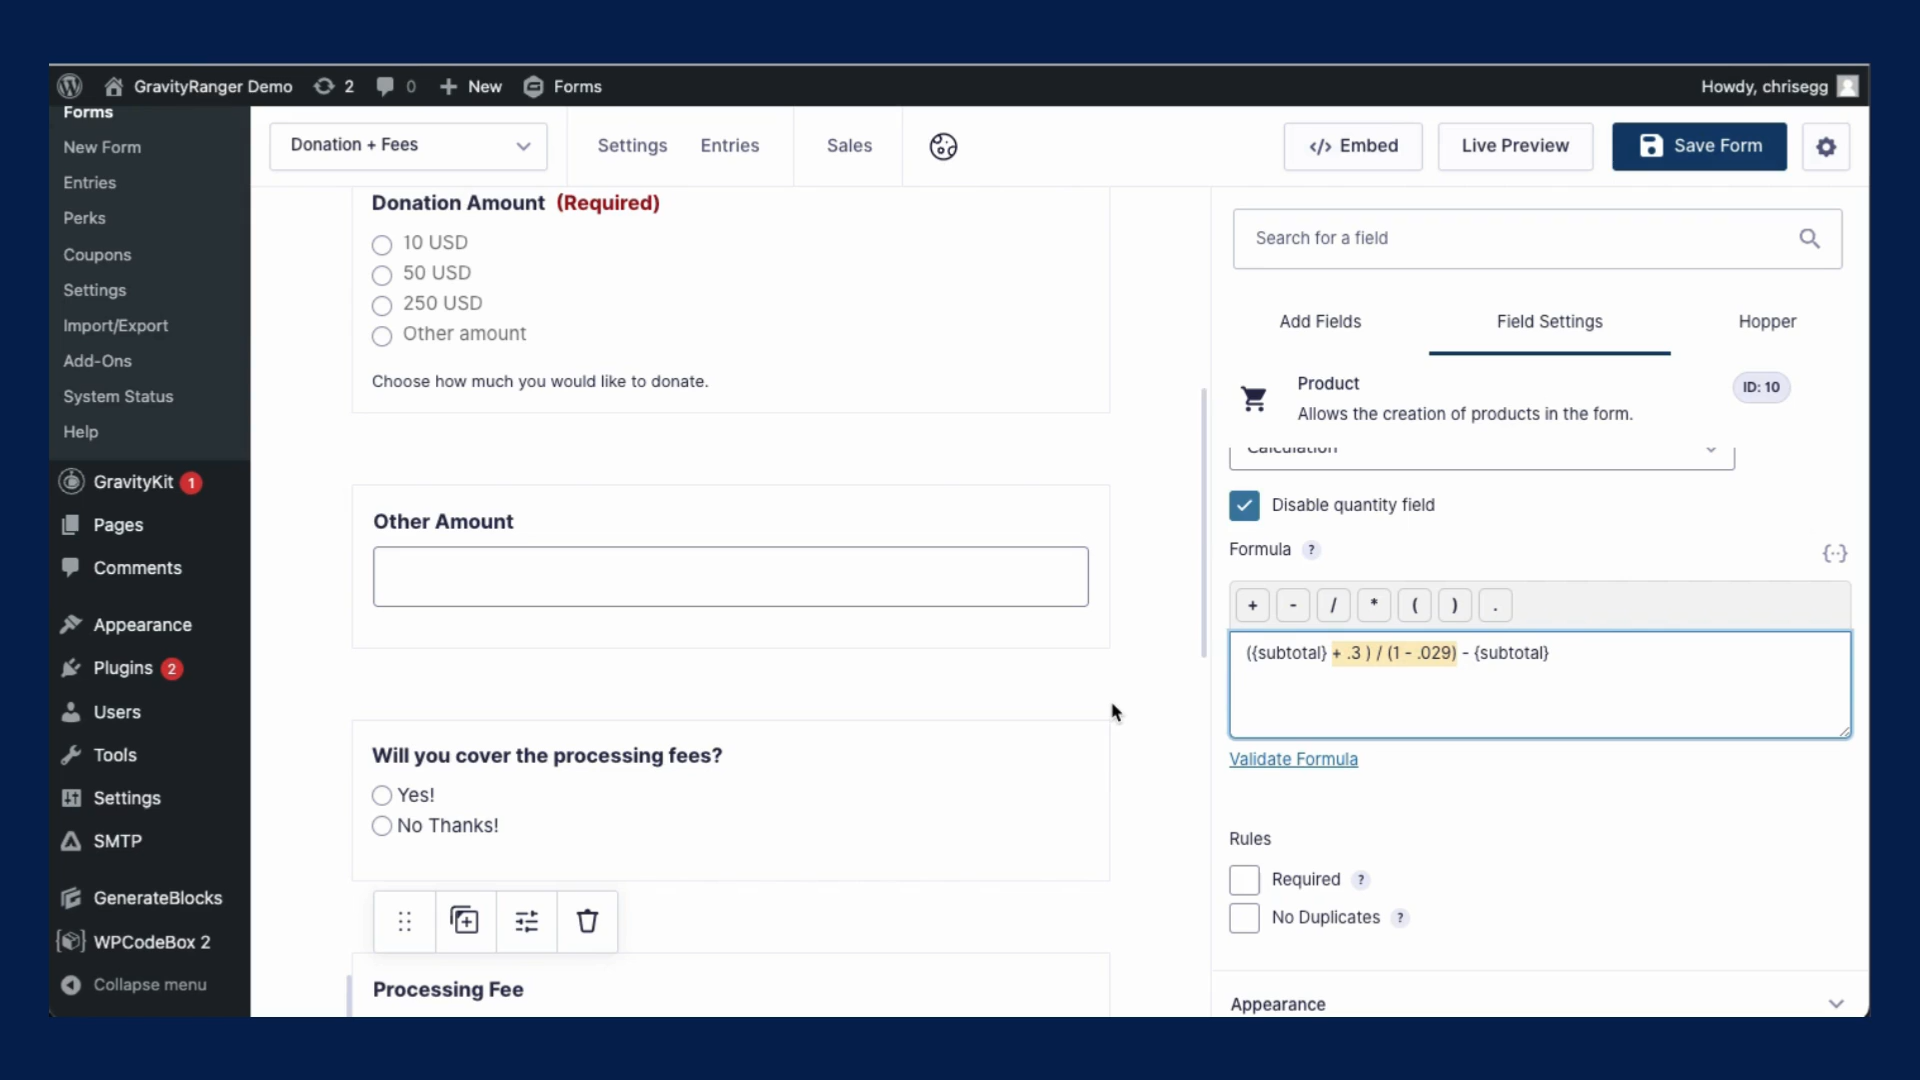 GravityRanger Demo 2 0 New Forms Howdy, chrisegg
Forms
New Form
Entries
Perks
Coupons
Settings
Import/Export
Add-Ons
System Status
Help
GravityKit 1
Pages
Comments
Appearance
Plugins 2
Users
Tools
Settings
SMTP
GenerateBlocks
WPCodeBox 2
Collapse menu
Donation + Fees Settings Entries Sales </> Embed Live Preview Save Form
Donation Amount (Required)
10 USD
50 USD
250 USD
Other amount
Choose how much you would like to donate.
Other Amount
Will you cover the processing fees?
Yes!
No Thanks!
Processing Fee
Search for a field
Add Fields Field Settings Hopper
Product ID: 10
Allows the creation of products in the form.
Calculation
Disable quantity field
Formula ? {··}
+ - / * ( ) .
({subtotal} + .3 ) / (1 - .029) - {subtotal}
Validate Formula
Rules
Required ?
No Duplicates ?
Appearance